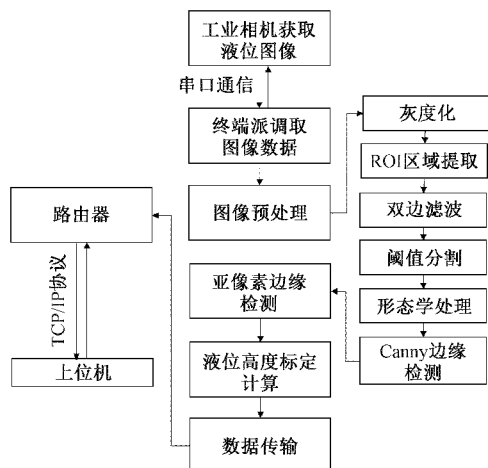 工业相机获取
液位图像
串口通信
终端派调取
图像数据
图像预处理
灰度化
ROI区域提取
双边滤波
阈值分割
形态学处理
Canny边缘
检测
亚像素边缘
检测
液位高度标定
计算
数据传输
路由器
TCP/IP协议
上位机